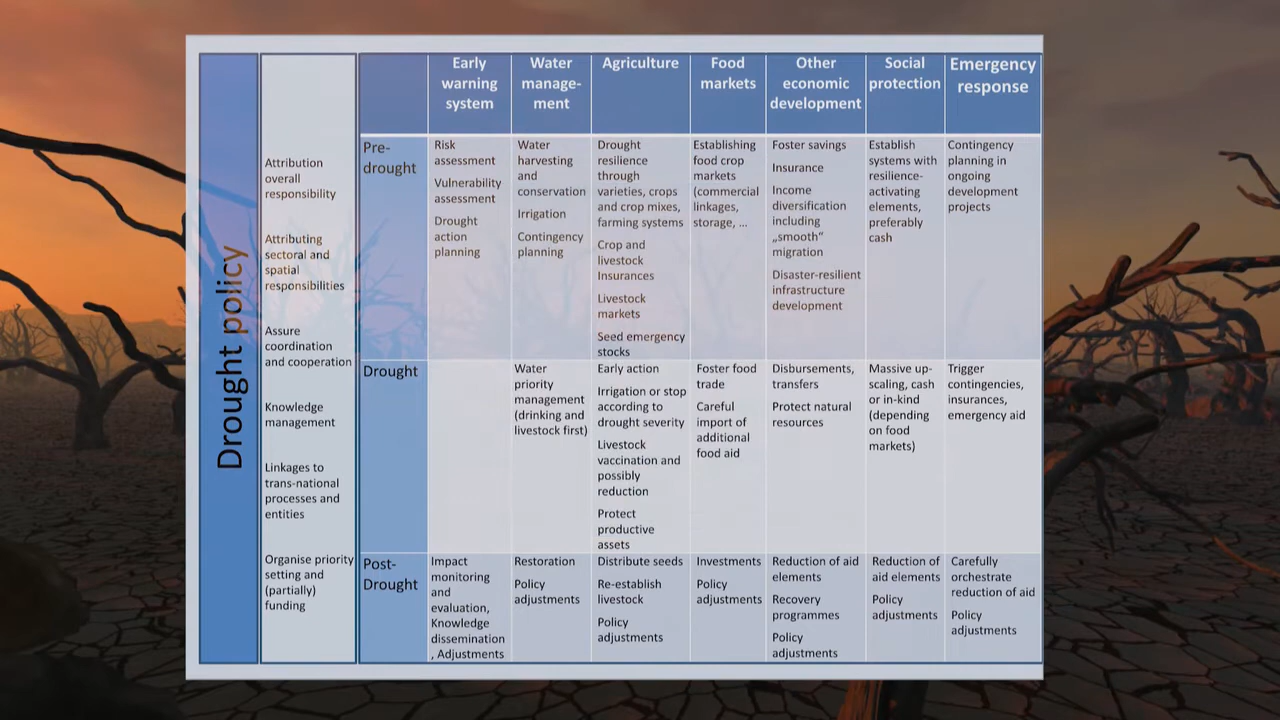 Drought policy
Attribution
overall
responsibility
Attributing
sectoral and
spatial
responsibilities
Assure
coordination
and cooperation
Knowledge
management
Linkages to
trans-national
processes and
entities
Organise priority
setting and
(partially)
funding
Early
warning
system
Water
manage-
ment
Agriculture
Food
markets
Other
economic
development
Social
protection
Emergency
response
Pre-
drought
Risk
assessment
Vulnerability
assessment
Drought
action
planning
Water
harvesting
and
conservation
Irrigation
Contingency
planning
Drought
resilience
through
varieties, crops
and crop mixes,
farming systems
Crop and
livestock
Insurances
Livestock
markets
Seed emergency
stocks
Establishing
food crop
markets
(commercial
linkages,
storage, ...
Foster savings
Insurance
Income
diversification
including
„smooth“
migration
Disaster-resilient
infrastructure
development
Establish
systems with
resilience-
activating
elements,
preferably
cash
Contingency
planning in
ongoing
development
projects
Drought
Water
priority
management
(drinking and
livestock first)
Early action
Irrigation or stop
according to
drought severity
Livestock
vaccination and
possibly
reduction
Protect
productive
assets
Foster food
trade
Careful
import of
additional
food aid
Disbursements,
transfers
Protect natural
resources
Massive up-
scaling, cash
or in-kind
(depending
on food
markets)
Trigger
contingencies,
insurances,
emergency aid
Post-
Drought
Impact
monitoring
and
evaluation,
Knowledge
dissemination
, Adjustments
Restoration
Policy
adjustments
Distribute seeds
Re-establish
livestock
Policy
adjustments
Investments
Policy
adjustments
Reduction of aid
elements
Recovery
programmes
Policy
adjustments
Reduction of
aid elements
Policy
adjustments
Carefully
orchestrate
reduction of aid
Policy
adjustments